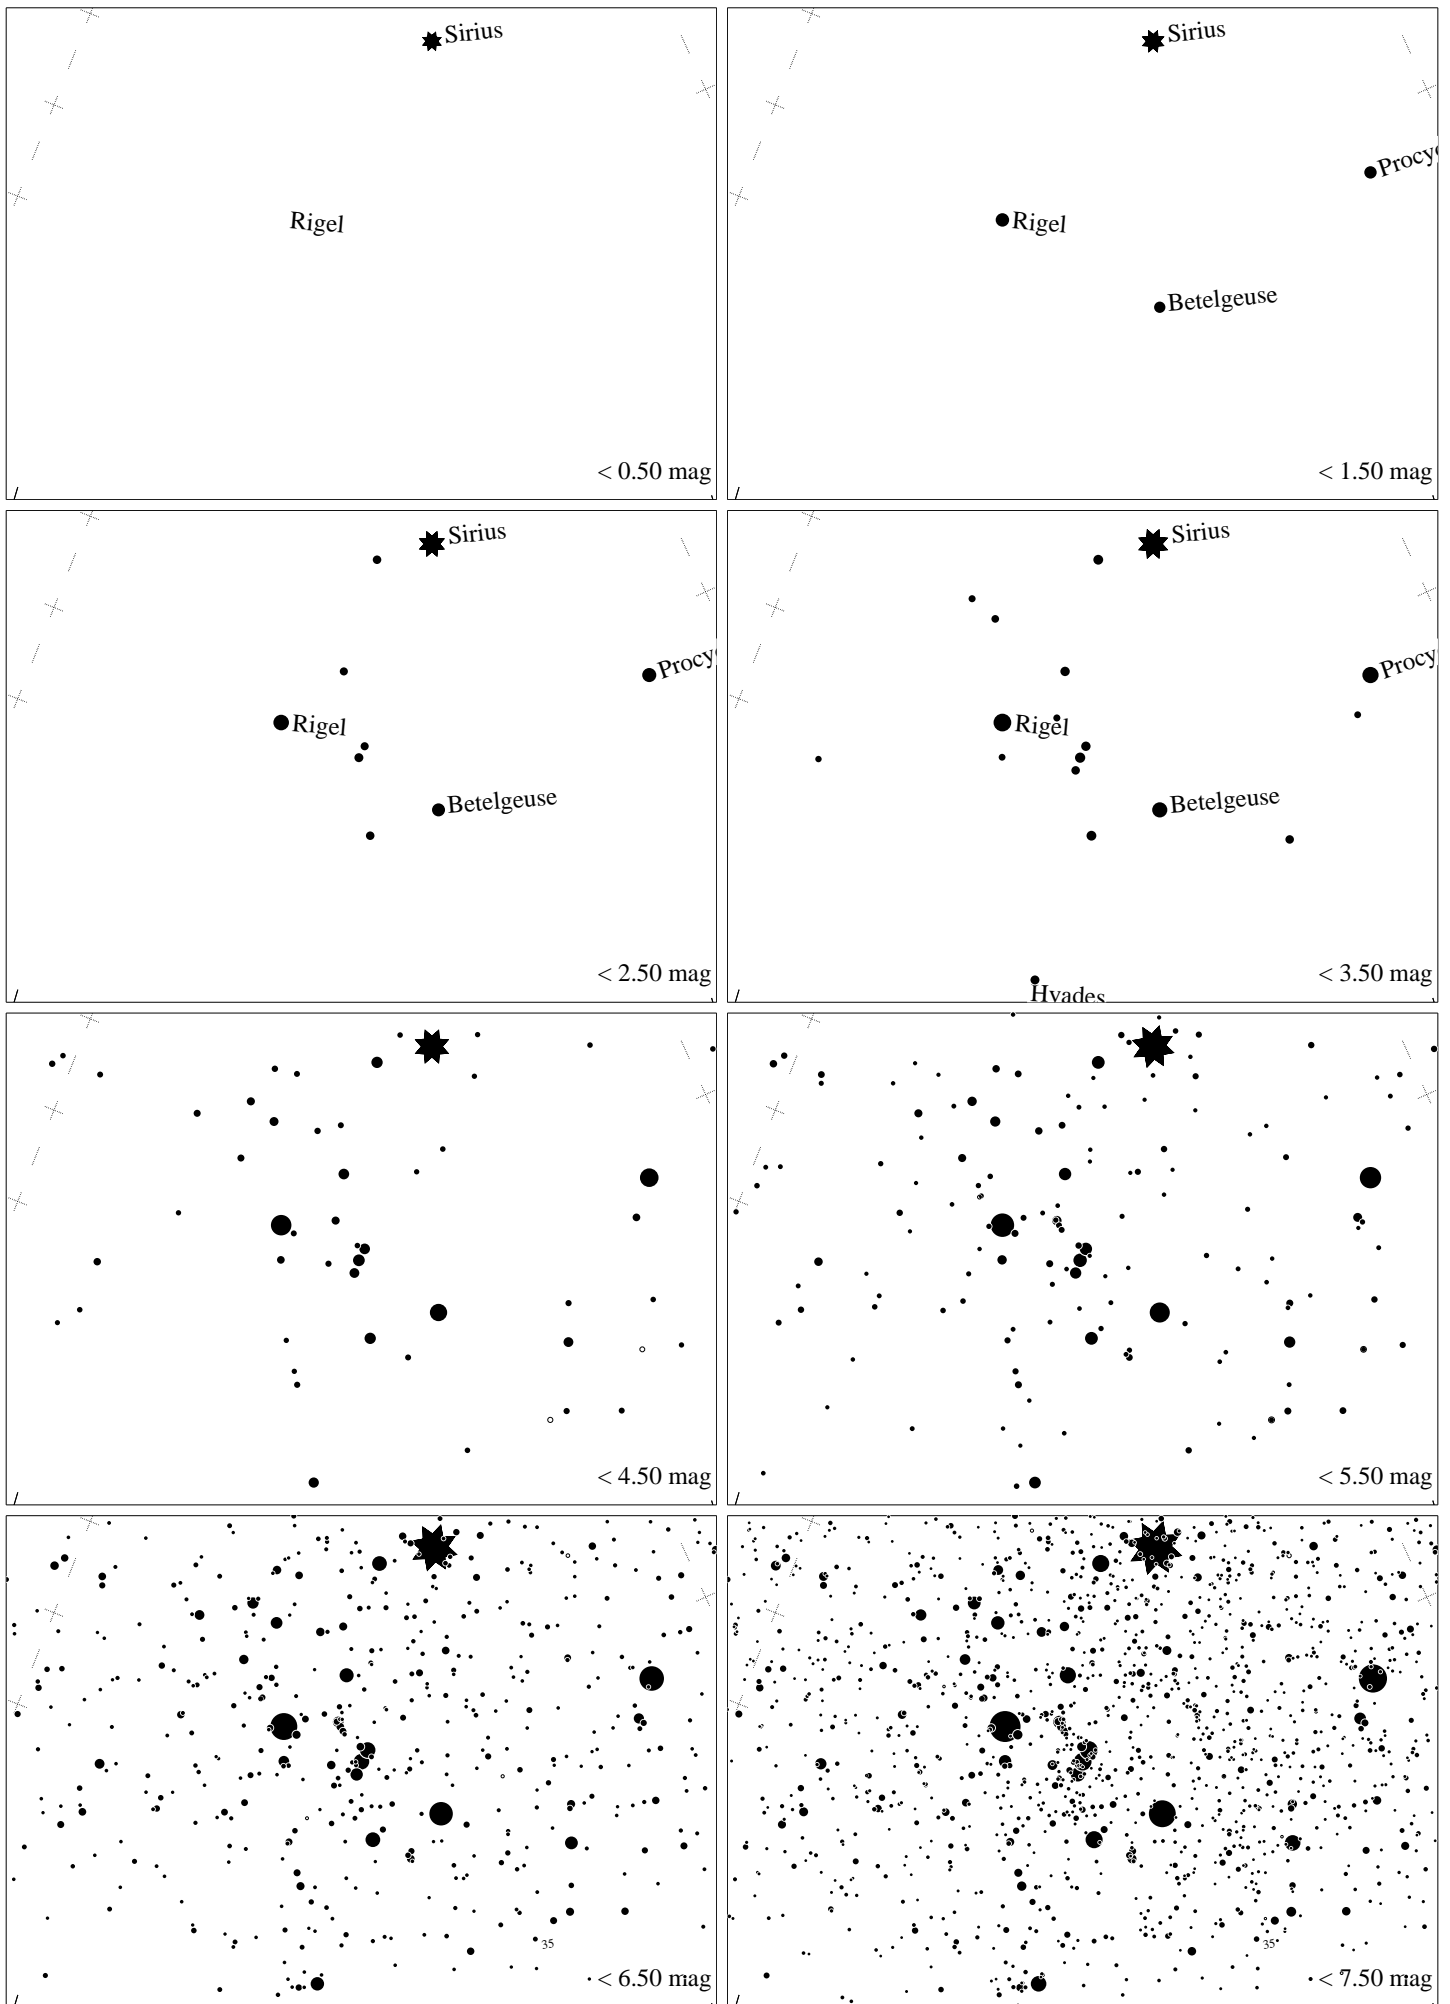 Sirius
Rigel
< 0.50 mag
Sirius
Procy
Rigel
Betelgeuse
< 1.50 mag
Sirius
Procy
Rigel
Betelgeuse
< 2.50 mag
Sirius
Procy
Rigel
Betelgeuse
Hyades
< 3.50 mag
< 4.50 mag
< 5.50 mag
35
< 6.50 mag
35
< 7.50 mag